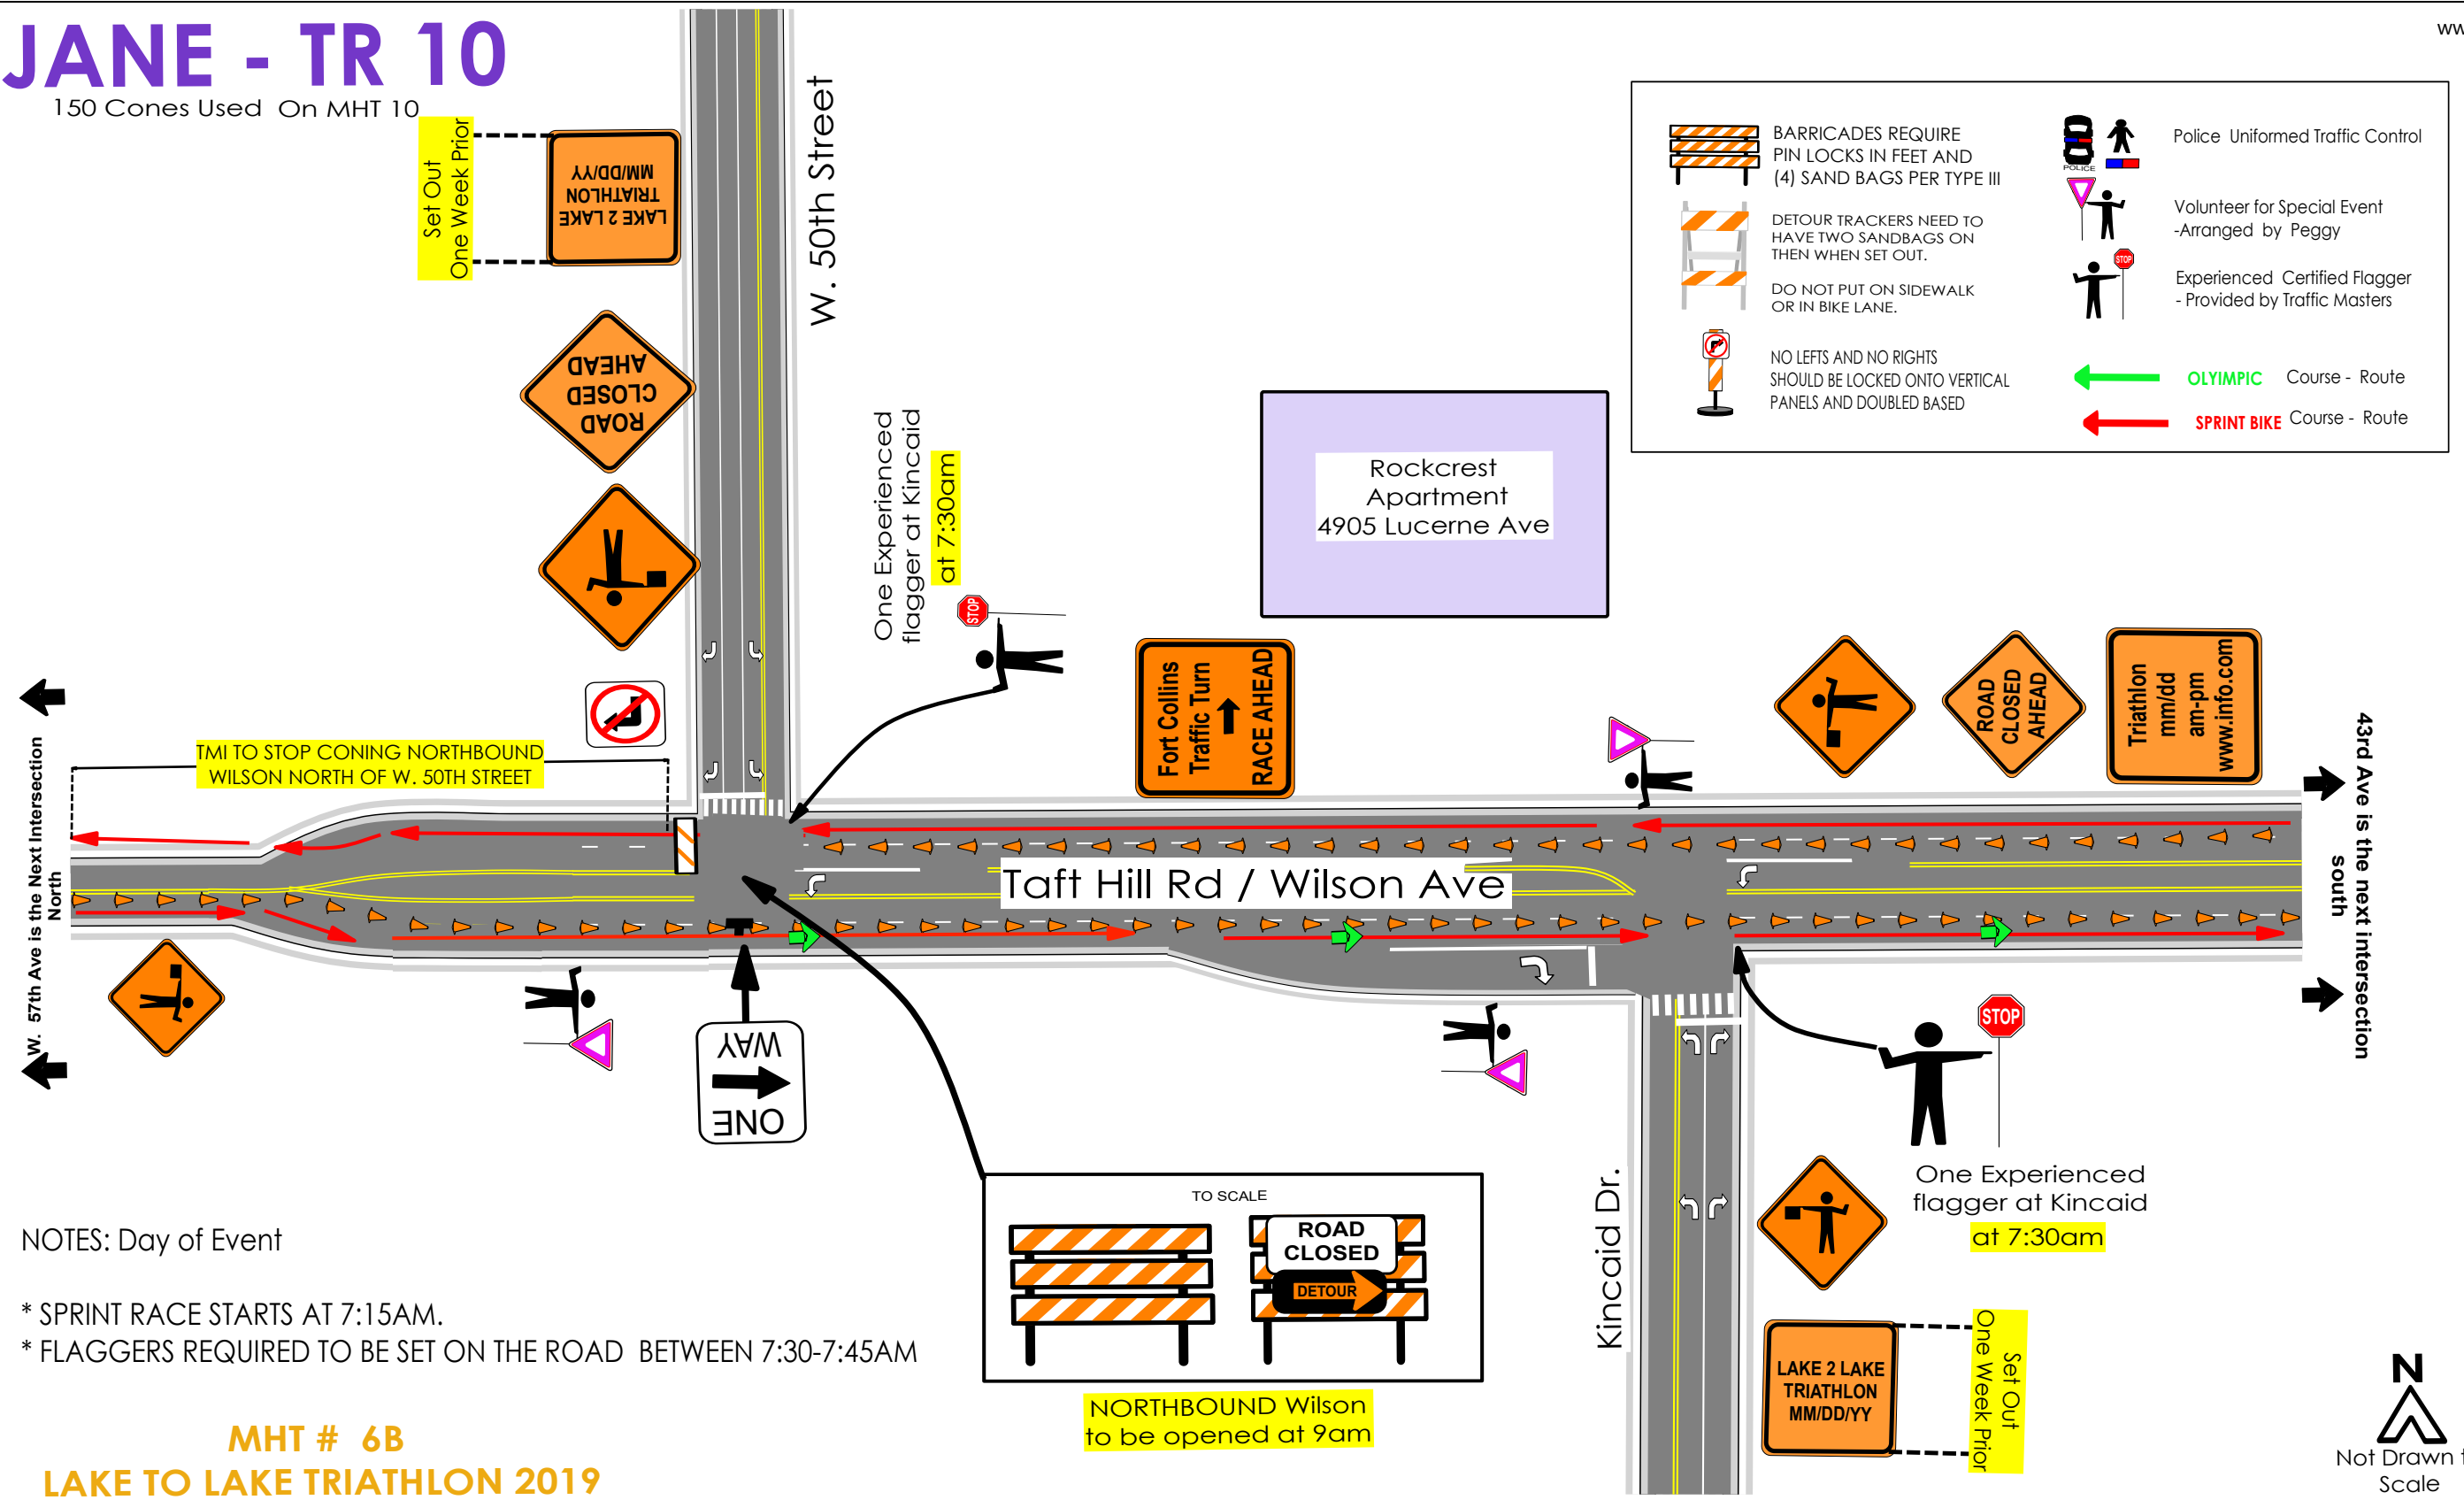 JANE - TR 10
150 Cones Used On MHT 10
Set Out
One Week Prior
LAKE 2 LAKE
TRIATHLON
MM/DD/YY
ROAD
CLOSED
AHEAD
W. 50th Street
One Experienced
flagger at Kincaid
at 7:30am
STOP
Rockcrest
Apartment
4905 Lucerne Ave
BARRICADES REQUIRE
PIN LOCKS IN FEET AND
(4) SAND BAGS PER TYPE III
DETOUR TRACKERS NEED TO
HAVE TWO SANDBAGS ON
THEN WHEN SET OUT.
DO NOT PUT ON SIDEWALK
OR IN BIKE LANE.
NO LEFTS AND NO RIGHTS
SHOULD BE LOCKED ONTO VERTICAL
PANELS AND DOUBLED BASED
POLICE
Police Uniformed Traffic Control
Volunteer for Special Event
-Arranged by Peggy
STOP
Experienced Certified Flagger
- Provided by Traffic Masters
OLYIMPIC Course - Route
SPRINT BIKE Course - Route
W. 57th Ave is the Next Intersection
North
TMI TO STOP CONING NORTHBOUND
WILSON NORTH OF W. 50TH STREET
Fort Collins
Traffic Turn
RACE AHEAD
ROAD
CLOSED
AHEAD
Triathlon
mm/dd
am-pm
www.info.com
43rd Ave is the next intersection
south
Taft Hill Rd / Wilson Ave
ONE
WAY
STOP
One Experienced
flagger at Kincaid
at 7:30am
Kincaid Dr.
TO SCALE
ROAD
CLOSED
DETOUR
NORTHBOUND Wilson
to be opened at 9am
LAKE 2 LAKE
TRIATHLON
MM/DD/YY
Set Out
One Week Prior
NOTES: Day of Event
* SPRINT RACE STARTS AT 7:15AM.
* FLAGGERS REQUIRED TO BE SET ON THE ROAD BETWEEN 7:30-7:45AM
MHT # 6B
LAKE TO LAKE TRIATHLON 2019
N
Not Drawn
Scale